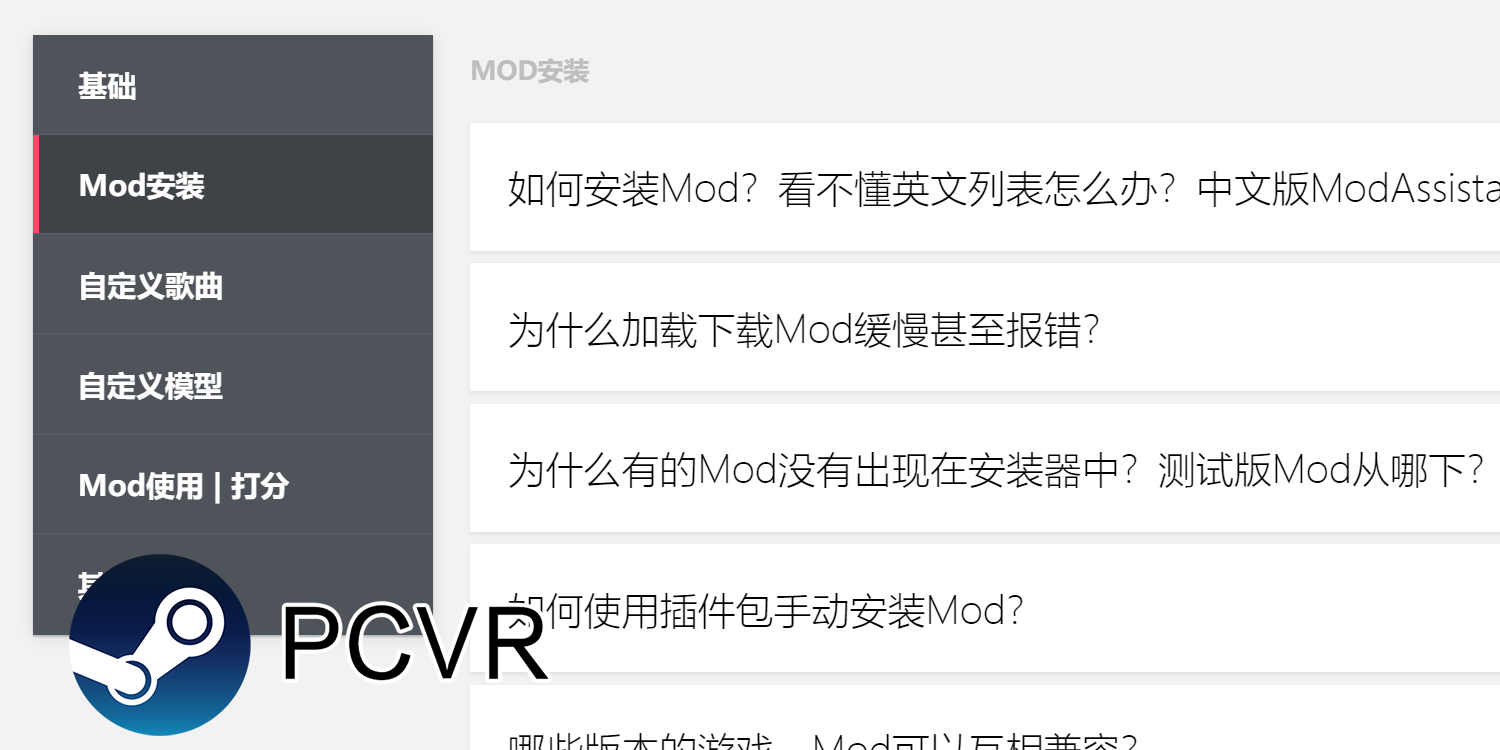 基础
Mod安装
自定义歌曲
自定义模型
Mod使用 | 打分
MOD安装
如何安装Mod？看不懂英文列表怎么办？中文版ModAssista
为什么加载下载Mod缓慢甚至报错？
为什么有的Mod没有出现在安装器中？测试版Mod从哪下？
如何使用插件包手动安装Mod？
哪些版本的游戏、Mod可以互相兼容？
PCVR